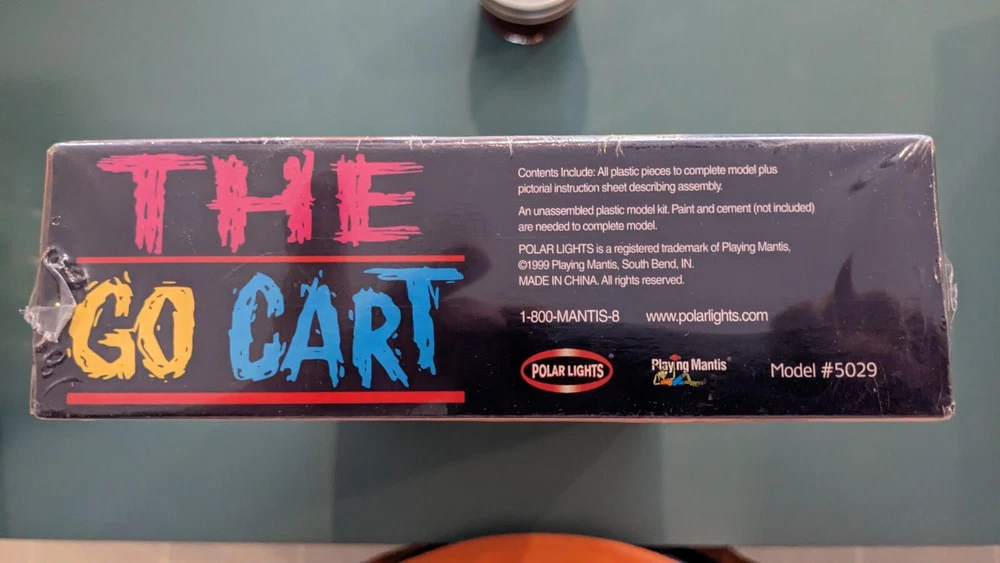 THE
GO CART
Contents Include: All plastic pieces to complete model plus
pictorial instruction sheet describing assembly.
An unassembled plastic model kit. Paint and cement (not included)
are needed to complete model.
POLAR LIGHTS is a registered trademark of Playing Mantis,
©1999 Playing Mantis, South Bend, IN.
MADE IN CHINA. All rights reserved.
1-800-MANTIS-8 www.polarlights.com
POLAR LIGHTS® Playing Mantis® Model #5029